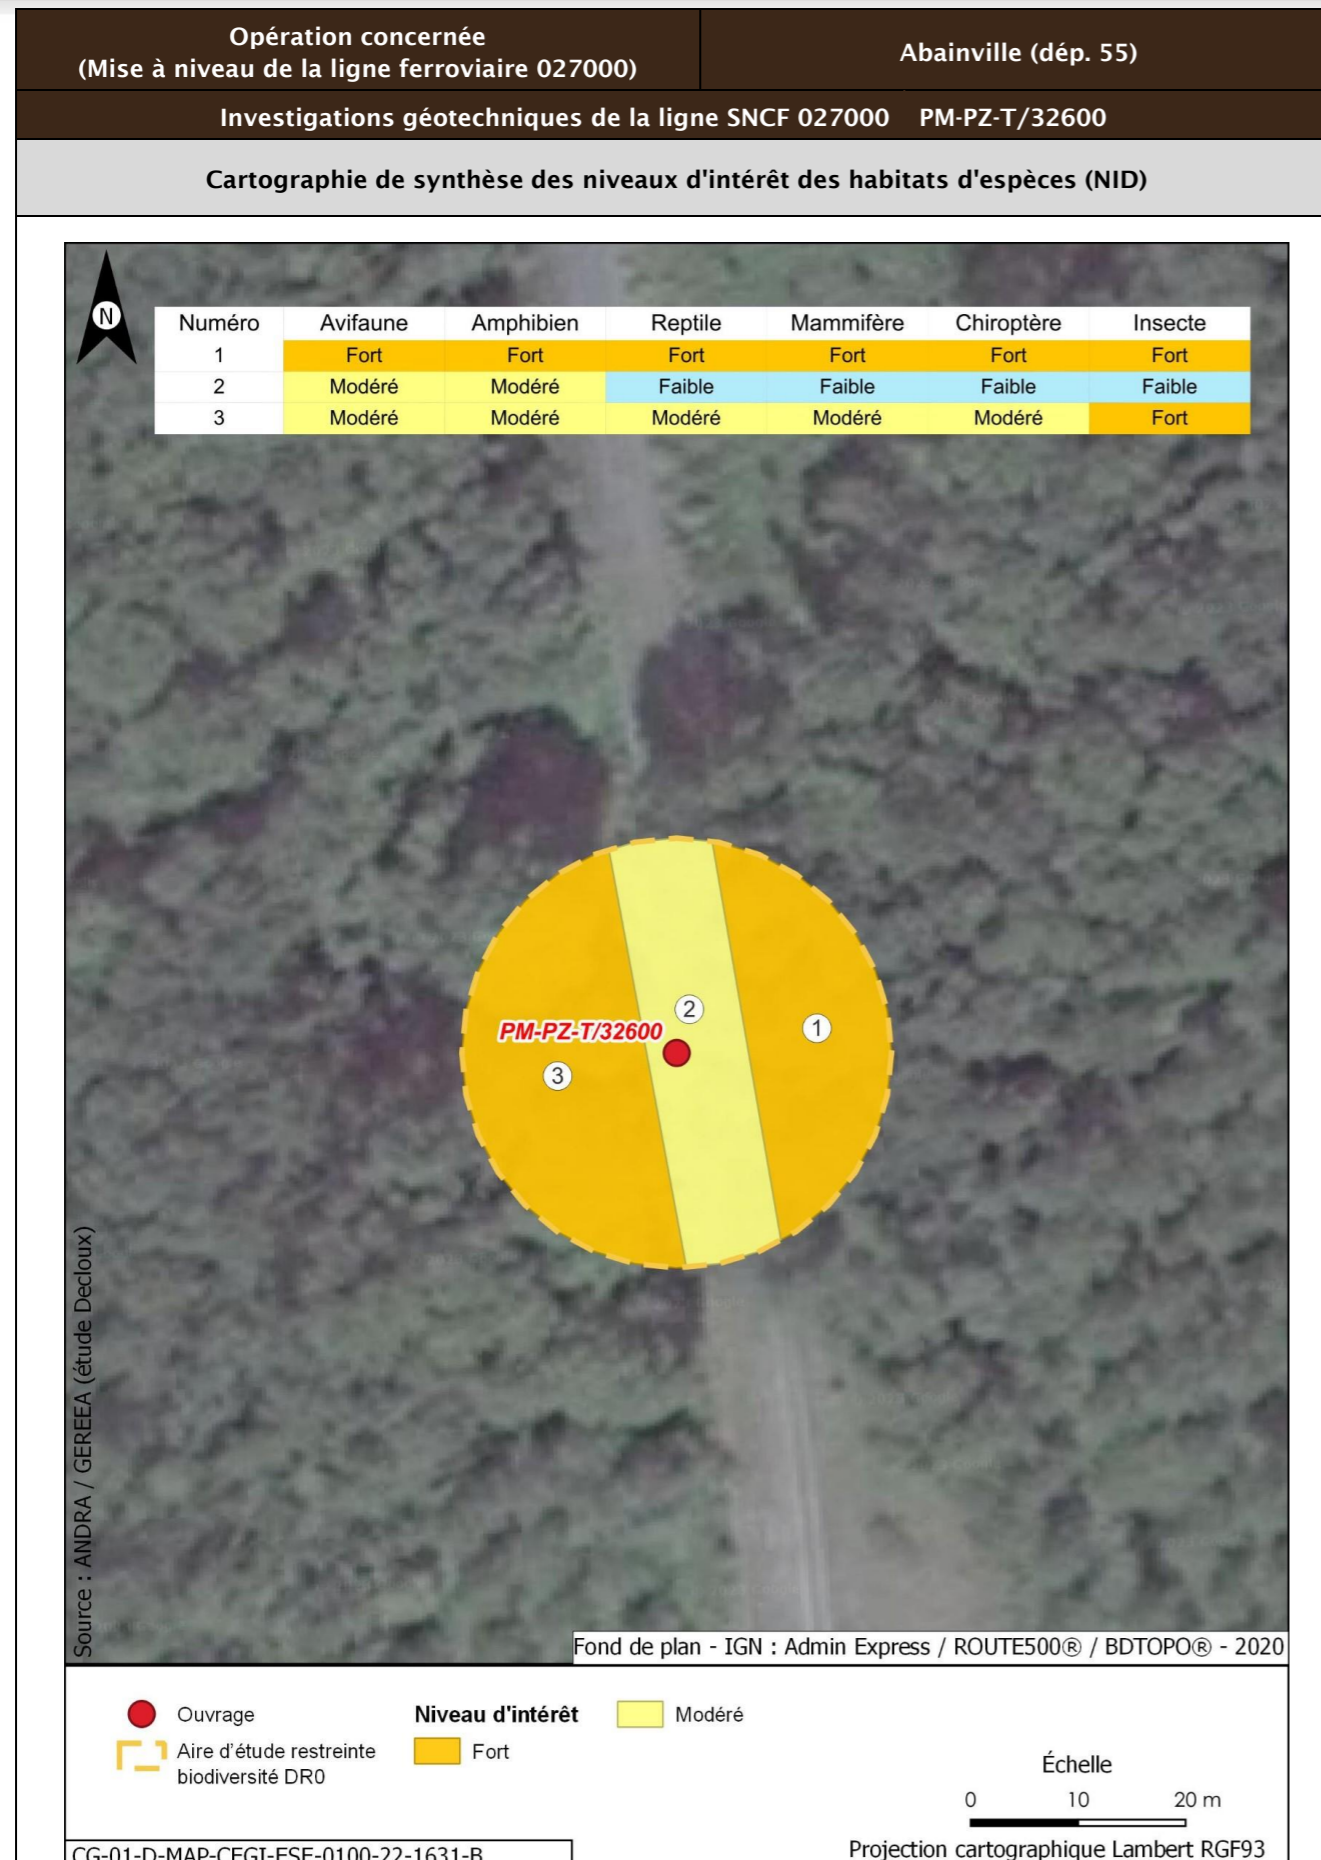 Opération concernée
(Mise à niveau de la ligne ferroviaire 027000)
Abainville (dép. 55)
Investigations géotechniques de la ligne SNCF 027000 PM-PZ-T/32600
Cartographie de synthèse des niveaux d'intérêt des habitats d'espèces (NID)
N
Numéro Avifaune Amphibien Reptile Mammifère Chiroptère Insecte
1 Fort Fort Fort Fort Fort Fort
2 Modéré Modéré Faible Faible Faible Faible
3 Modéré Modéré Modéré Modéré Modéré Fort
2
1
PM-PZ-T/32600
3
Source : ANDRA / GEREEA (étude Decloux)
Fond de plan - IGN : Admin Express / ROUTE500® / BDTOPO® - 2020
Ouvrage
Aire d'étude restreinte
biodiversité DR0
Niveau d'intérêt
Fort
Modéré
Échelle
0 10 20 m
Projection cartographique Lambert RGF93
CG-01-D-MAP-CEGI-ESE-0100-22-1631-B